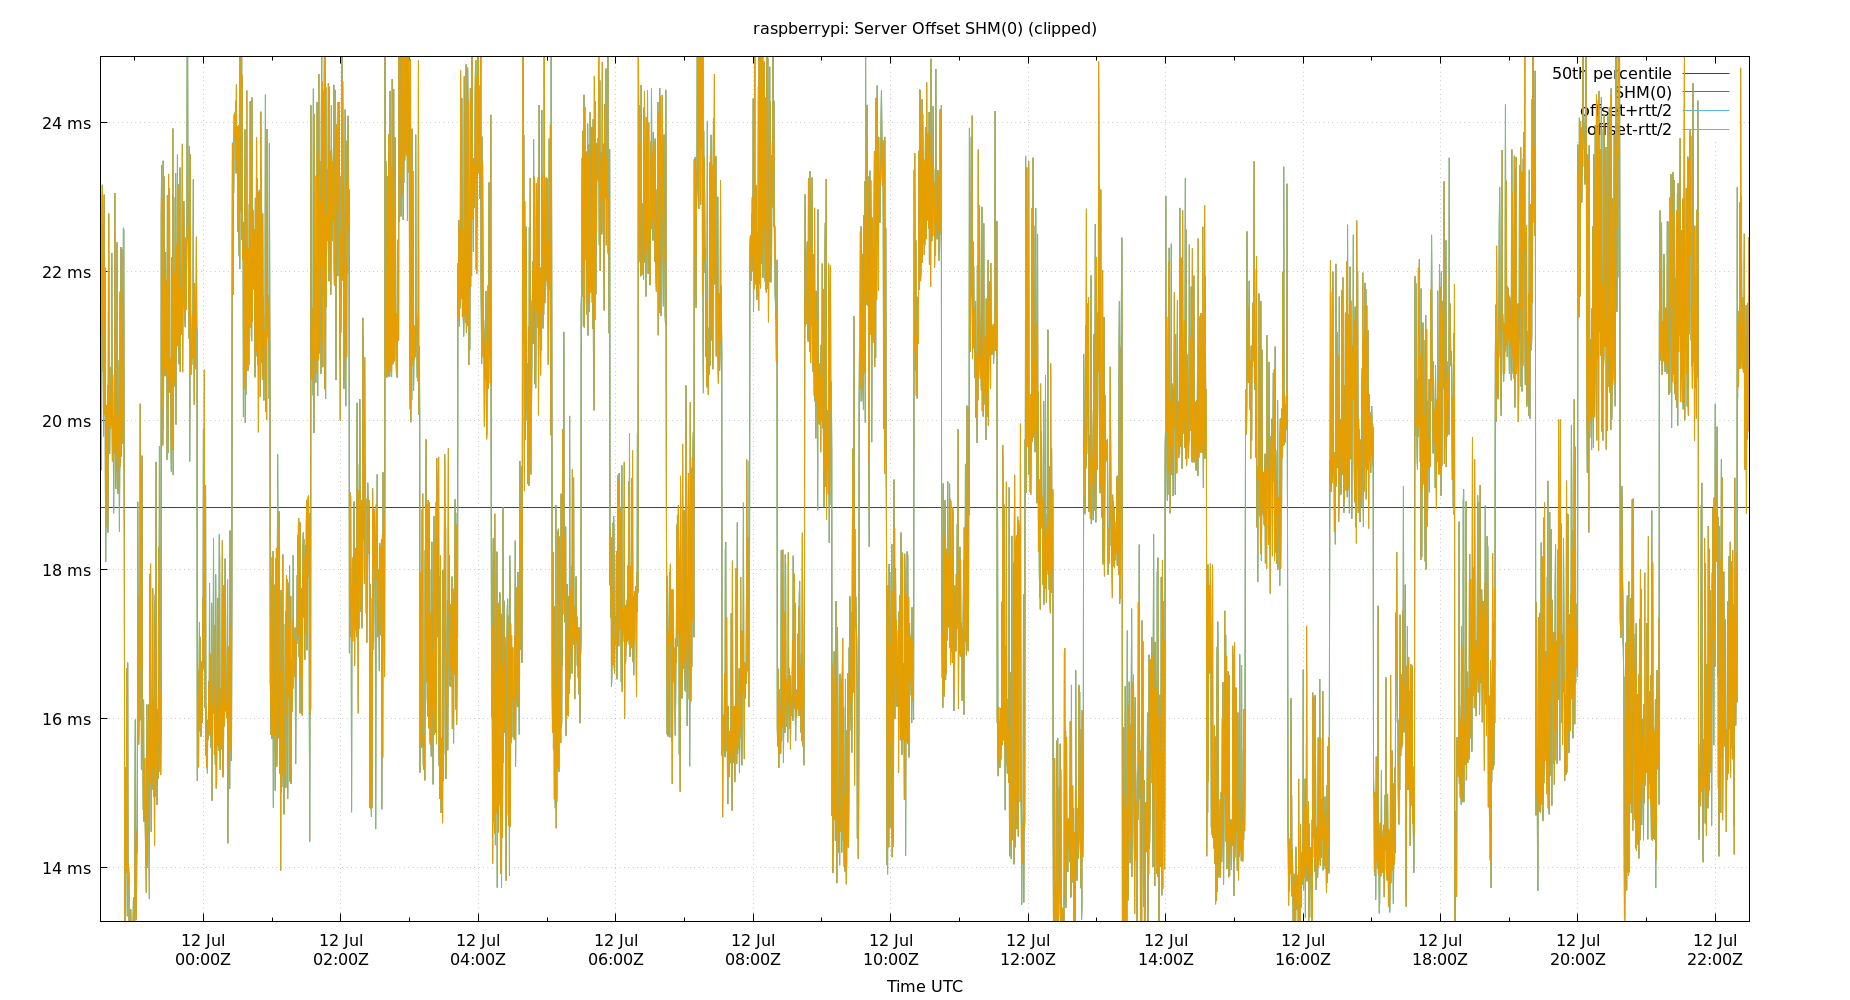 raspberrypi: Server Offset SHM(0) (clipped)
50th percentile
SHM(0)
offset+rtt/2
offset-rtt/2
24 ms
22 ms
20 ms
18 ms
16 ms
14 ms
12 Jul 12 Jul 12 Jul 12 Jul 12 Jul 12 Jul 12 Jul 12 Jul 12 Jul 12 Jul 12 Jul 12 Jul
00:00Z 02:00Z 04:00Z 06:00Z 08:00Z 10:00Z 12:00Z 14:00Z 16:00Z 18:00Z 20:00Z 22:00Z
Time UTC